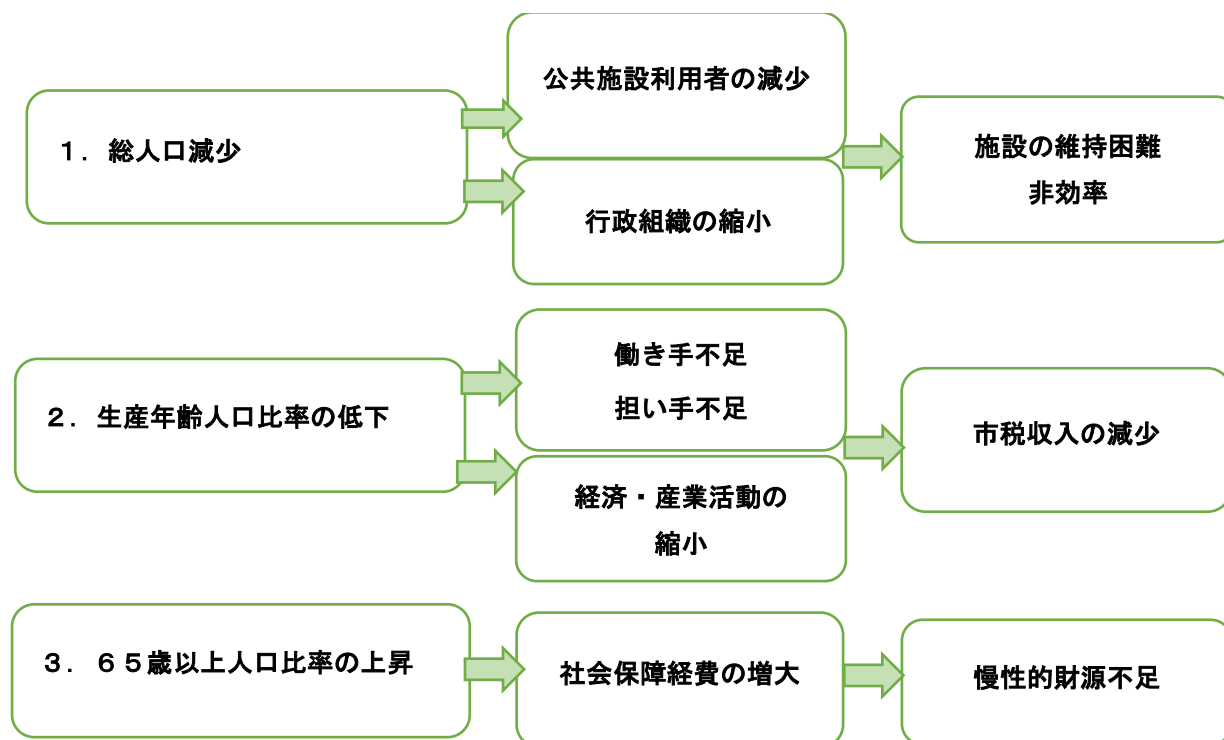 １．総人口減少
公共施設利用者の減少
行政組織の縮小
施設の維持困難
非効率
２．生産年齢人口比率の低下
働き手不足
担い手不足
経済・産業活動の
縮小
市税収入の減少
３．６５歳以上人口比率の上昇
社会保障経費の増大
慢性的財源不足